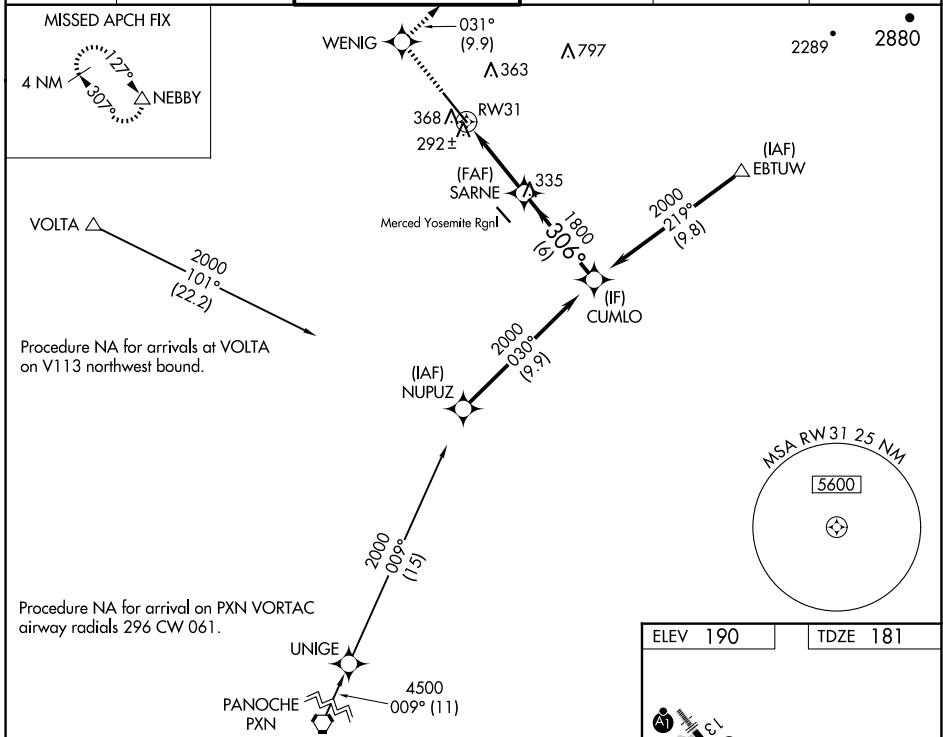 MISSED APCH FIX
4 NM
127°
307°
NEBBY
WENIG
031°
(9.9)
797
363
2289
2880
368
RW31
292±
(FAF)
SARNE
335
Merced Yosemite Rgnl
(IAF)
EBTUW
2000
219°
(9.8)
1800
306°
(6)
(IF)
CUMLO
VOLTA
2000
101°
(22.2)
Procedure NA for arrivals at VOLTA
on V113 northwest bound.
2000
030°
(9.9)
(IAF)
NUPUZ
MSA RW31 25 NM
5600
2000
009°
(15)
Procedure NA for arrival on PXN VORTAC
airway radials 296 CW 061.
UNIGE
PANOCHE
PXN
4500
009° (11)
ELEV 190
TDZE 181
A1
13